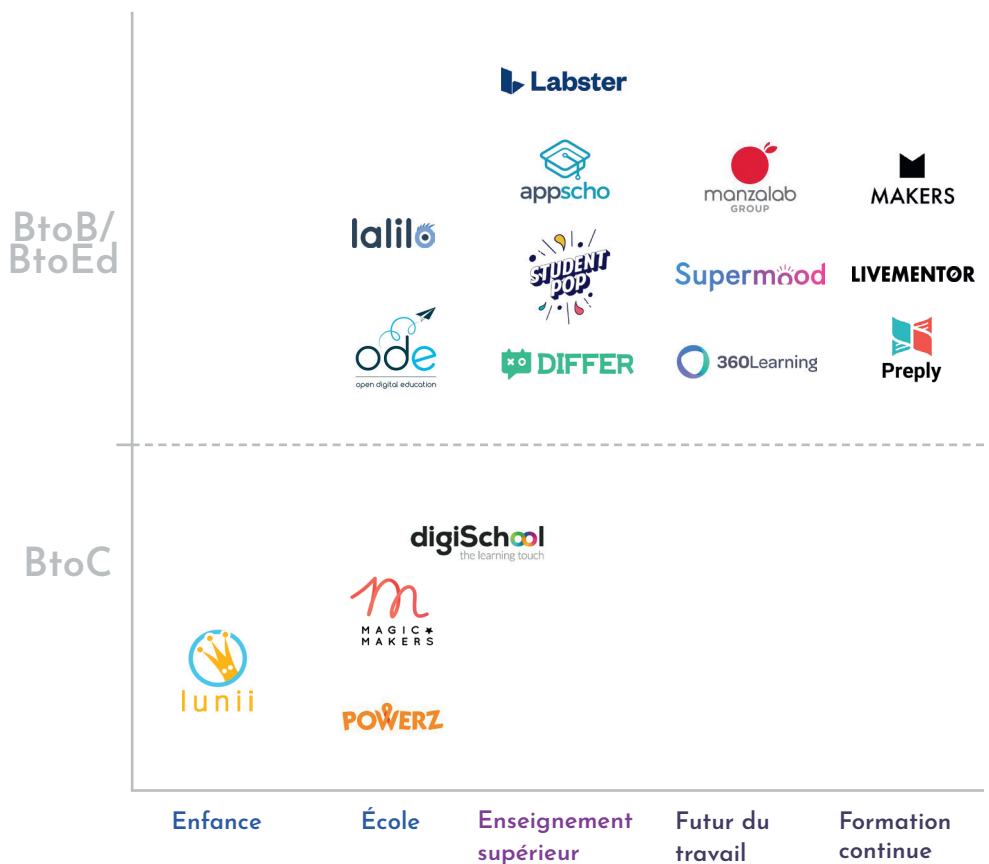 Labster
appscho
manzalab
GROUP
MAKERS
BtoB/
BtoEd
lalilo
STUDENT
POP
Supermood
LIVEMENTOR
ode
open digital education
XO DIFFER
360Learning
Preply
BtoC
digiSchool
the learning touch
M
MAGIC
MAKERS
lunii
POWERZ
Enfance
École
Enseignement
supérieur
Futur du
travail
Formation
continue